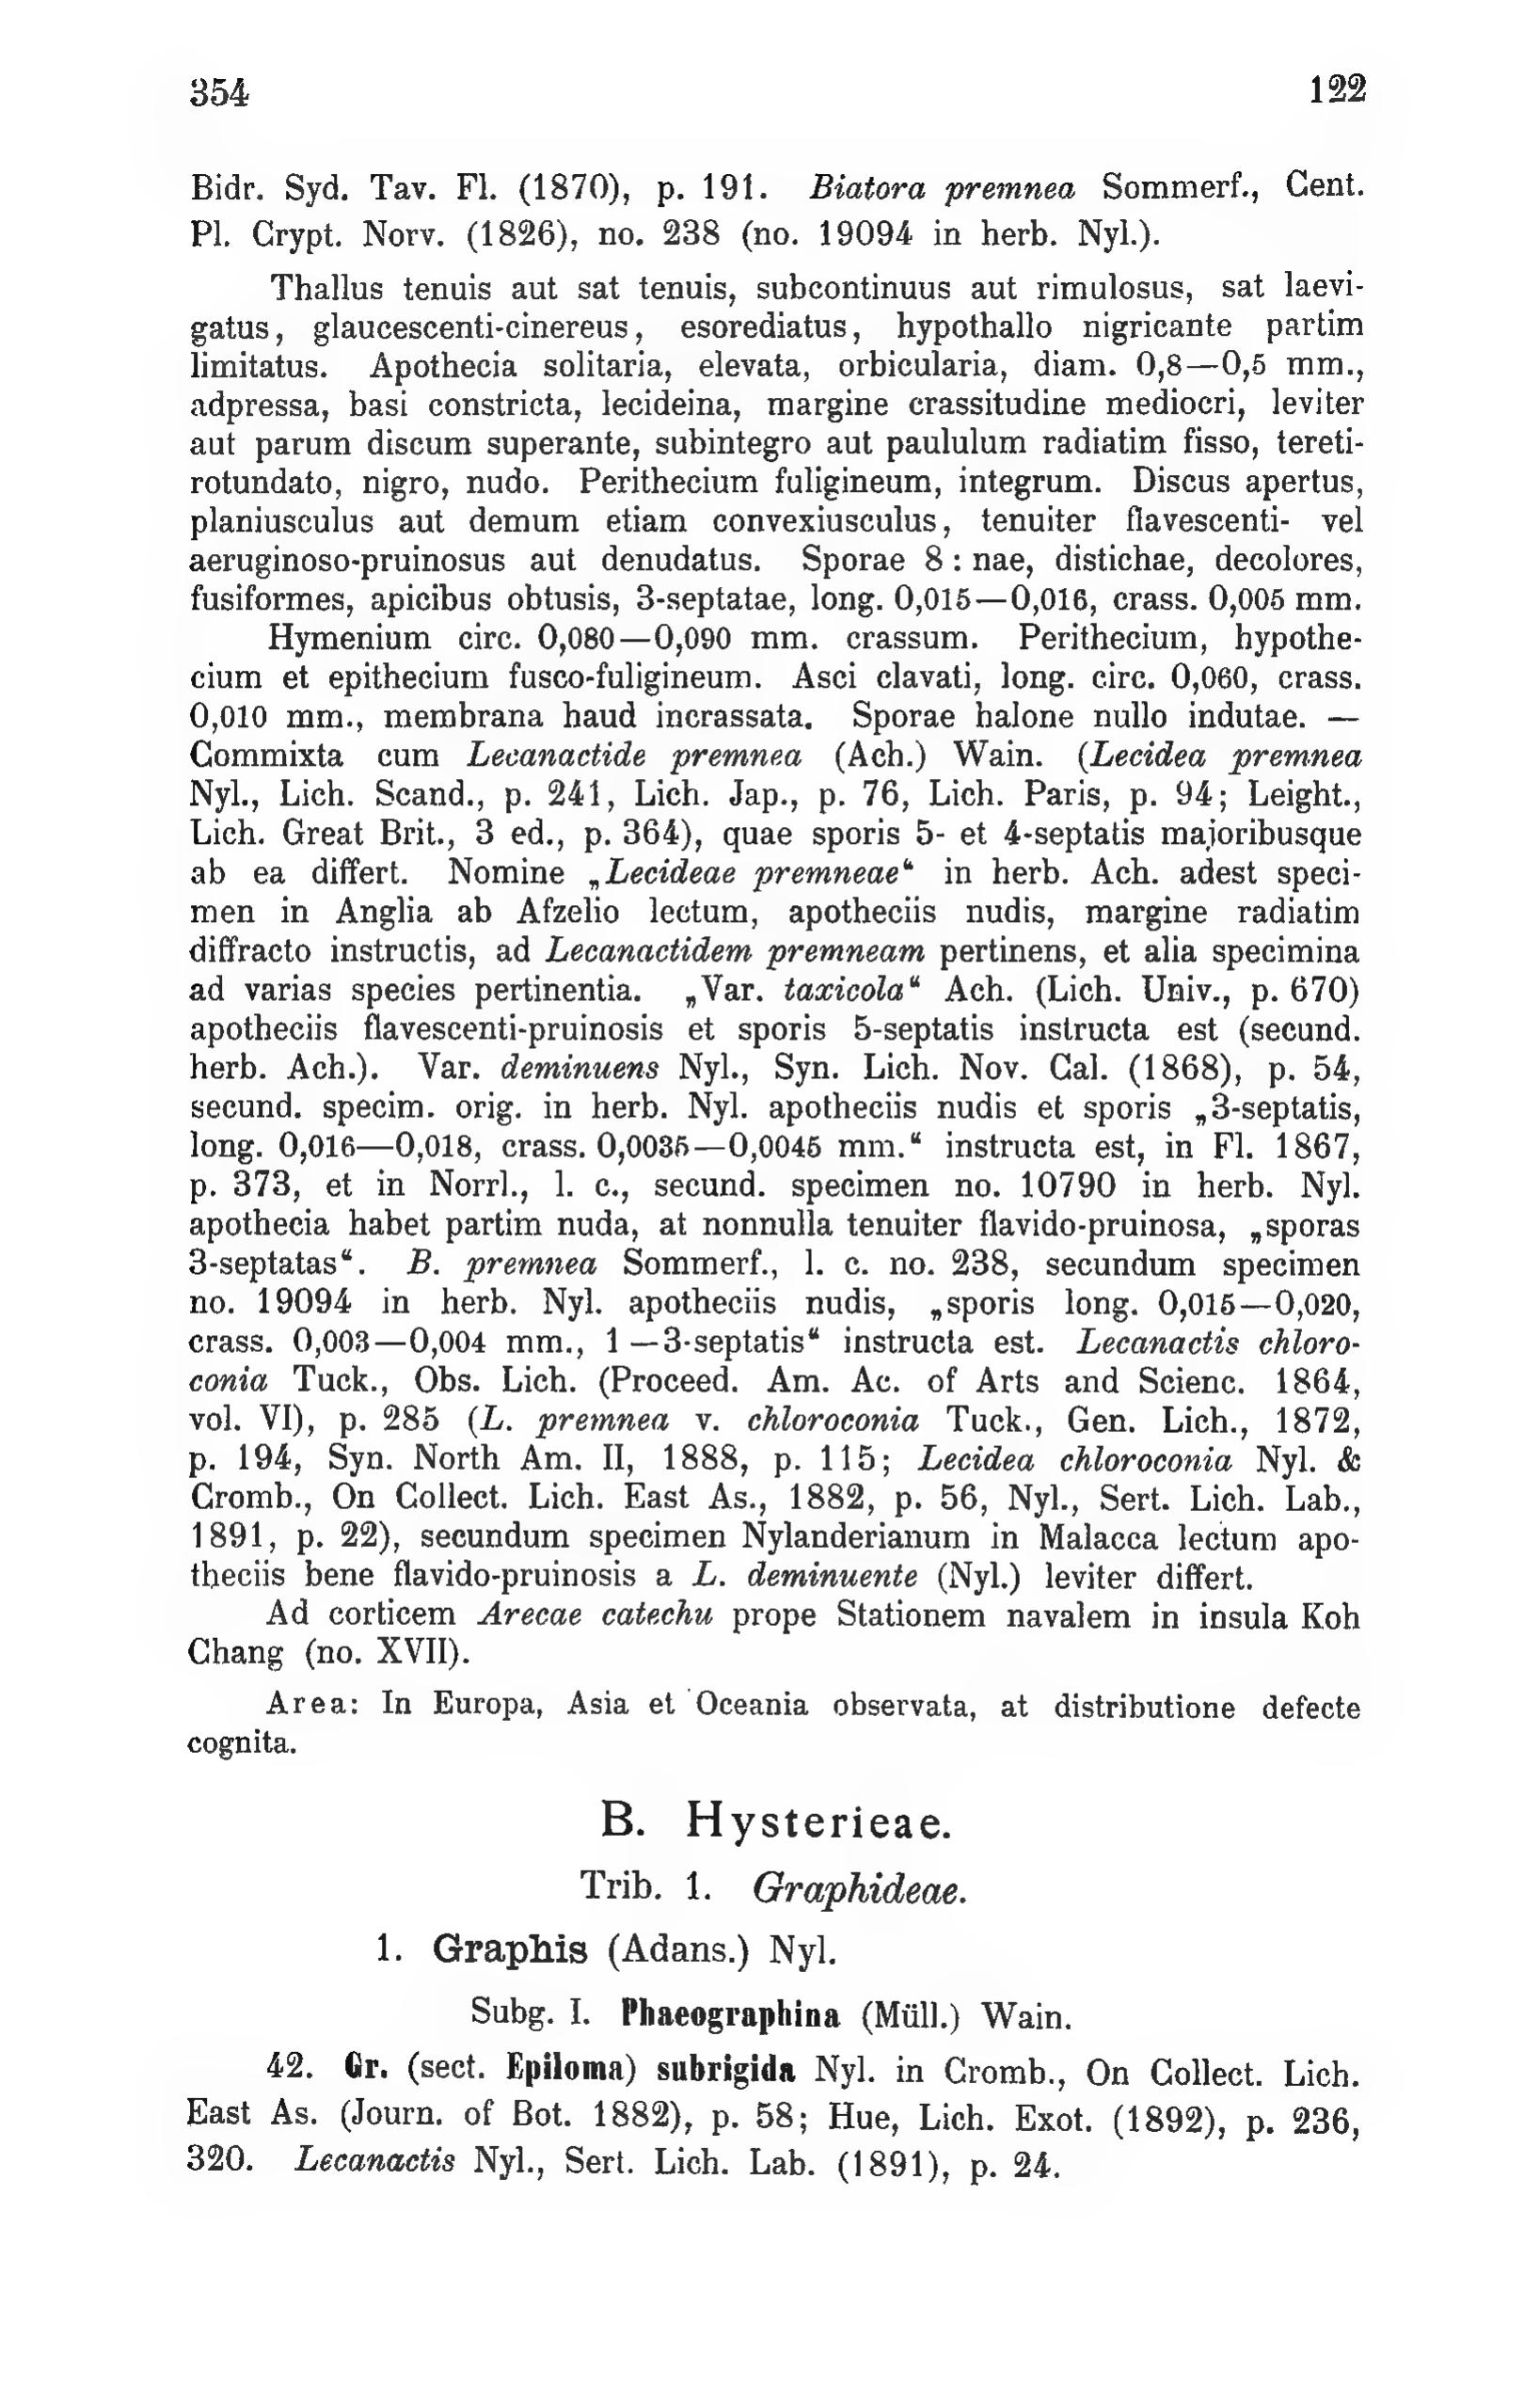 354 122
Bidr. Syd. Tav. Fl. (1870), p. 191. Biatora premnea Sommerf., Cent.
Pl. Crypt. Norv. (1826), no. 238 (no. 19094 in herb. Nyl.).
Thallus tenuis aut sat tenuis, subcontinuus aut rimulosus, sat laevi-
gatus, glaucescenti-cinereus, esorediatus, hypothallo nigricante partim
limitatus. Apothecia solitaria, elevata, orbicularia, diam. 0,8—0,5 mm.,
adpressa, basi constricta, lecideina, margine crassitudine mediocri, leviter
aut parum discum superante, subintegro aut paululum radiatim fisso, tereti-
rotundato, nigro, nudo. Perithecium fuligineum, integrum. Discus apertus,
planiusculus aut demum etiam convexiusculus, tenuiter flavescenti- vel
aeruginoso-pruinosus aut denudatus. Sporae 8 : nae, distichae, decolores,
fusiformes, apicibus obtusis, 3-septatae, long. 0,015—0,016, crass. 0,005 mm.
Hymenium circ. 0,080—0,090 mm. crassum. Perithecium, hypothe-
cium et epithecium fusco-fuligineum. Asci clavati, long. circ. 0,060, crass.
0,010 mm., membrana haud incrassata. Sporae halone nullo indutae. —
Commixta cum Lecanactide premnea (Ach.) Wain. (Lecidea premnea
Nyl., Lich. Scand., p. 241, Lich. Jap., p. 76, Lich. Paris, p. 94; Leight.,
Lich. Great Brit., 3 ed., p. 364), quae sporis 5- et 4-septatis majoribusque
ab ea differt. Nomine „Lecideae premneae“ in herb. Ach. adest speci-
men in Anglia ab Afzelio lectum, apotheciis nudis, margine radiatim
diffracto instructis, ad Lecanactidem premneam pertinens, et alia specimina
ad varias species pertinentia. „Var. taxicola“ Ach. (Lich. Univ., p. 670)
apotheciis flavescenti-pruinosis et sporis 5-septatis instructa est (secund.
herb. Ach.). Var. deminuens Nyl., Syn. Lich. Nov. Cal. (1868), p. 54,
secund. specim. orig. in herb. Nyl. apotheciis nudis et sporis „3-septatis,
long. 0,016—0,018, crass. 0,0035—0,0045 mm.“ instructa est, in Fl. 1867,
p. 373, et in Norrl., l. c., secund. specimen no. 10790 in herb. Nyl.
apothecia habet partim nuda, at nonnulla tenuiter flavido-pruinosa, „sporas
3-septatas“. B. premnea Sommerf., l. c. no. 238, secundum specimen
no. 19094 in herb. Nyl. apotheciis nudis, „sporis long. 0,015—0,020,
crass. 0,003—0,004 mm., 1—3-septatis“ instructa est. Lecanactis chloro-
conia Tuck., Obs. Lich. (Proceed. Am. Ac. of Arts and Scienc. 1864,
vol. VI), p. 285 (L. premnea v. chloroconia Tuck., Gen. Lich., 1872,
p. 194, Syn. North Am. II, 1888, p. 115; Lecidea chloroconia Nyl. &
Cromb., On Collect. Lich. East As., 1882, p. 56, Nyl., Sert. Lich. Lab.,
1891, p. 22), secundum specimen Nylanderianum in Malacca lectum apo-
theciis bene flavido-pruinosis a L. deminuente (Nyl.) leviter differt.
Ad corticem Arecae catechu prope Stationem navalem in insula Koh
Chang (no. XVII).
Area: In Europa, Asia et Oceania observata, at distributione defecte
cognita.
B. Hysterieae.
Trib. 1. Graphideae.
1. Graphis (Adans.) Nyl.
Subg. I. Phaeographina (Müll.) Wain.
42. Gr. (sect. Epiloma) subrigida Nyl. in Cromb., On Collect. Lich.
East As. (Journ. of Bot. 1882), p. 58; Hue, Lich. Exot. (1892), p. 236,
320. Lecanactis Nyl., Sert. Lich. Lab. (1891), p. 24.